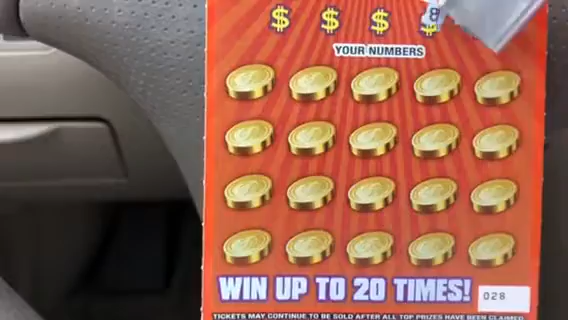 $ $ $ 8
YOUR NUMBERS
WIN UP TO 20 TIMES! 028
TICKETS MAY CONTINUE TO BE SOLD AFTER ALL TOP PRIZES HAVE BEEN CLAIMED